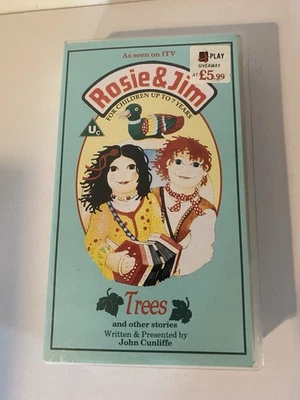 As seen on ITV
PLAY
GIVEAWAY
AT £5.99
Rosie & Jim
FOR CHILDREN UP TO 7 YEARS
Uc
Trees
and other stories
Written & Presented by
John Cunliffe